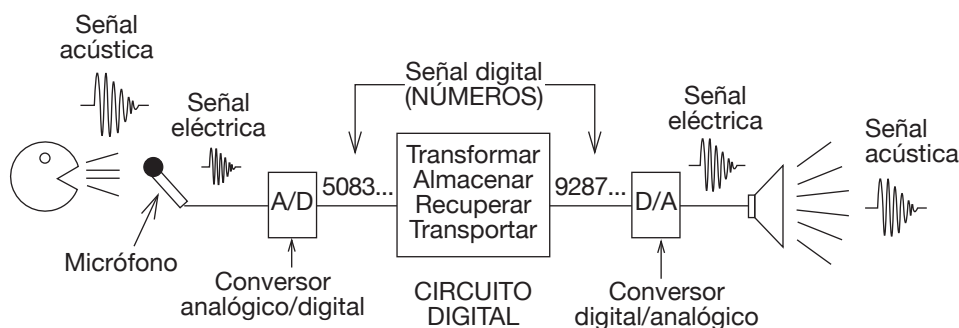 Señal
acústica
Señal
eléctrica
Señal digital
(NÚMEROS)
Señal
eléctrica
Señal
acústica
A/D
5083...
Transformar
Almacenar
Recuperar
Transportar
9287...
D/A
Micrófono
Conversor
analógico/digital
CIRCUITO
DIGITAL
Conversor
digital/analógico